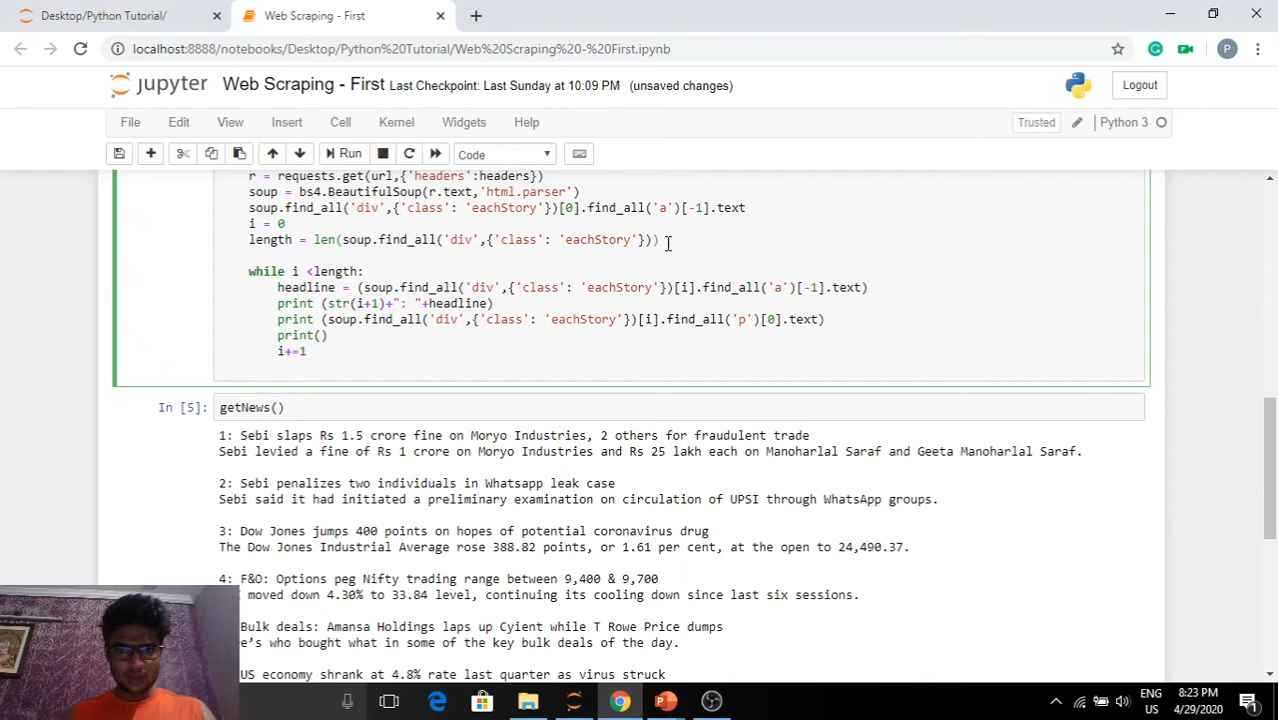 Desktop/Python Tutorial/
Web Scraping - First
localhost:8888/notebooks/Desktop/Python%20Tutorial/Web%20Scraping%20-%20First.ipynb
P
jupyter Web Scraping - First Last Checkpoint: Last Sunday at 10:09 PM (unsaved changes)
Logout
File Edit View Insert Cell Kernel Widgets Help
Trusted
Python 3
Run
Code
r = requests.get(url,{'headers':headers})
soup = bs4.BeautifulSoup(r.text,'html.parser')
soup.find_all('div',{'class': 'eachStory'})[0].find_all('a')[-1].text
i = 0
length = len(soup.find_all('div',{'class': 'eachStory'}))
while i <length:
headline = (soup.find_all('div',{'class': 'eachStory'})[i].find_all('a')[-1].text)
print (str(i+1)+": "+headline)
print (soup.find_all('div',{'class': 'eachStory'})[i].find_all('p')[0].text)
print()
i+=1
In [5]: getNews()
1: Sebi slaps Rs 1.5 crore fine on Moryo Industries, 2 others for fraudulent trade
Sebi levied a fine of Rs 1 crore on Moryo Industries and Rs 25 lakh each on Manoharlal Saraf and Geeta Manoharlal Saraf.
2: Sebi penalizes two individuals in Whatsapp leak case
Sebi said it had initiated a preliminary examination on circulation of UPSI through WhatsApp groups.
3: Dow Jones jumps 400 points on hopes of potential coronavirus drug
The Dow Jones Industrial Average rose 388.82 points, or 1.61 per cent, at the open to 24,490.37.
4: F&O: Options peg Nifty trading range between 9,400 & 9,700
moved down 4.30% to 33.84 level, continuing its cooling down since last six sessions.
Bulk deals: Amansa Holdings laps up Cyient while T Rowe Price dumps
who bought what in some of the key bulk deals of the day.
US economy shrank at 4.8% rate last quarter as virus struck
ENG
US
8:23 PM
4/29/2020
1